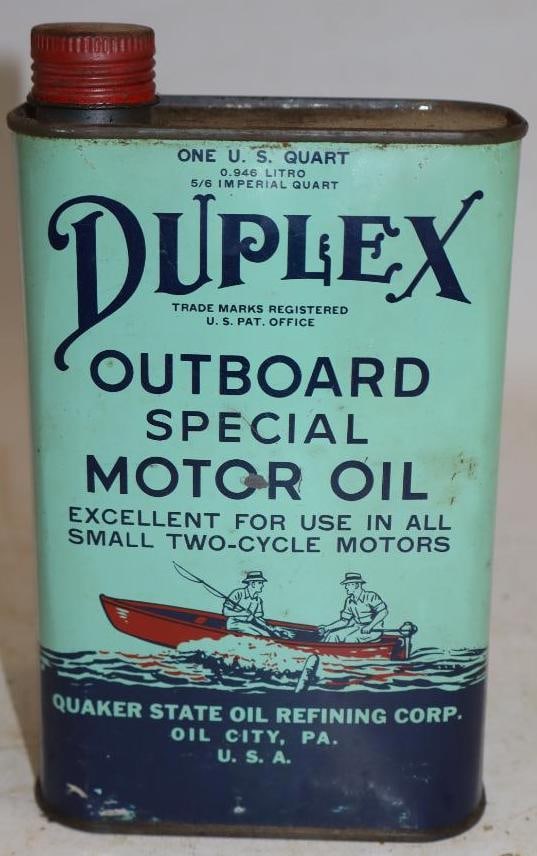 ONE U. S. QUART
0.946 LITRO
5/6 IMPERIAL QUART
DUPLEX
TRADE MARKS REGISTERED
U. S. PAT. OFFICE
OUTBOARD
SPECIAL
MOTOR OIL
EXCELLENT FOR USE IN ALL
SMALL TWO-CYCLE MOTORS
QUAKER STATE OIL REFINING CORP.
OIL CITY, PA.
U. S. A.